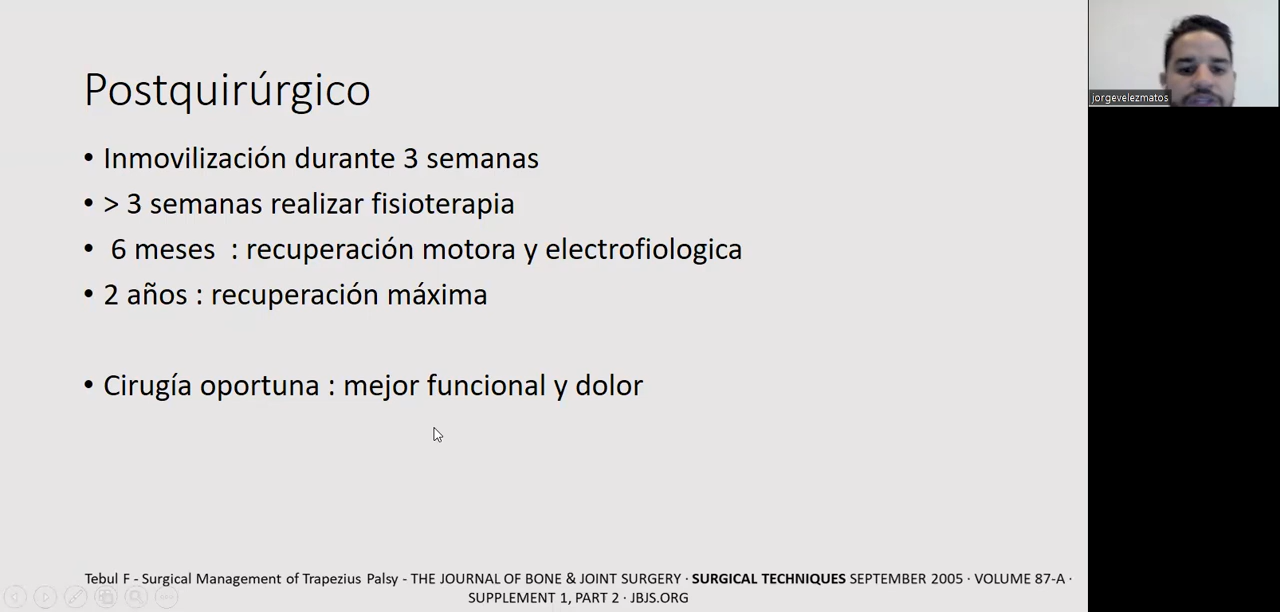 Postquirúrgico
• Inmovilización durante 3 semanas
• > 3 semanas realizar fisioterapia
• 6 meses : recuperación motora y electrofiologica
• 2 años : recuperación máxima
• Cirugía oportuna : mejor funcional y dolor
Tebul F - Surgical Management of Trapezius Palsy - THE JOURNAL OF BONE & JOINT SURGERY · SURGICAL TECHNIQUES SEPTEMBER 2005 · VOLUME 87-A ·
SUPPLEMENT 1, PART 2 · JBJS.ORG
jorgevelezmatos